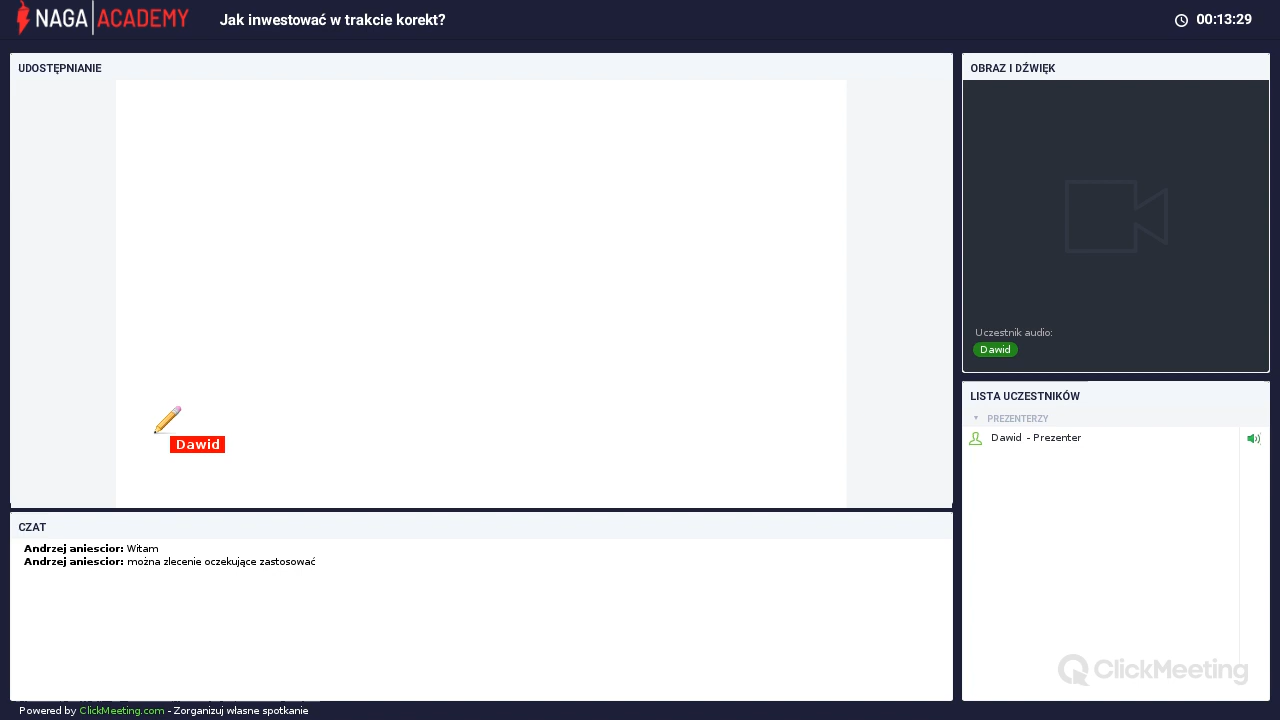 NAGA|ACADEMY
Jak inwestować w trakcie korekt?
00:13:29
UDOSTĘPNIANIE
Dawid
OBRAZ I DŹWIĘK
Uczestnik audio:
Dawid
LISTA UCZESTNIKÓW
PREZENTERZY
Dawid - Prezenter
CZAT
Andrzej aniescior: Witam
Andrzej aniescior: można zlecenie oczekujące zastosować
ClickMeeting
Powered by ClickMeeting.com - Zorganizuj własne spotkanie